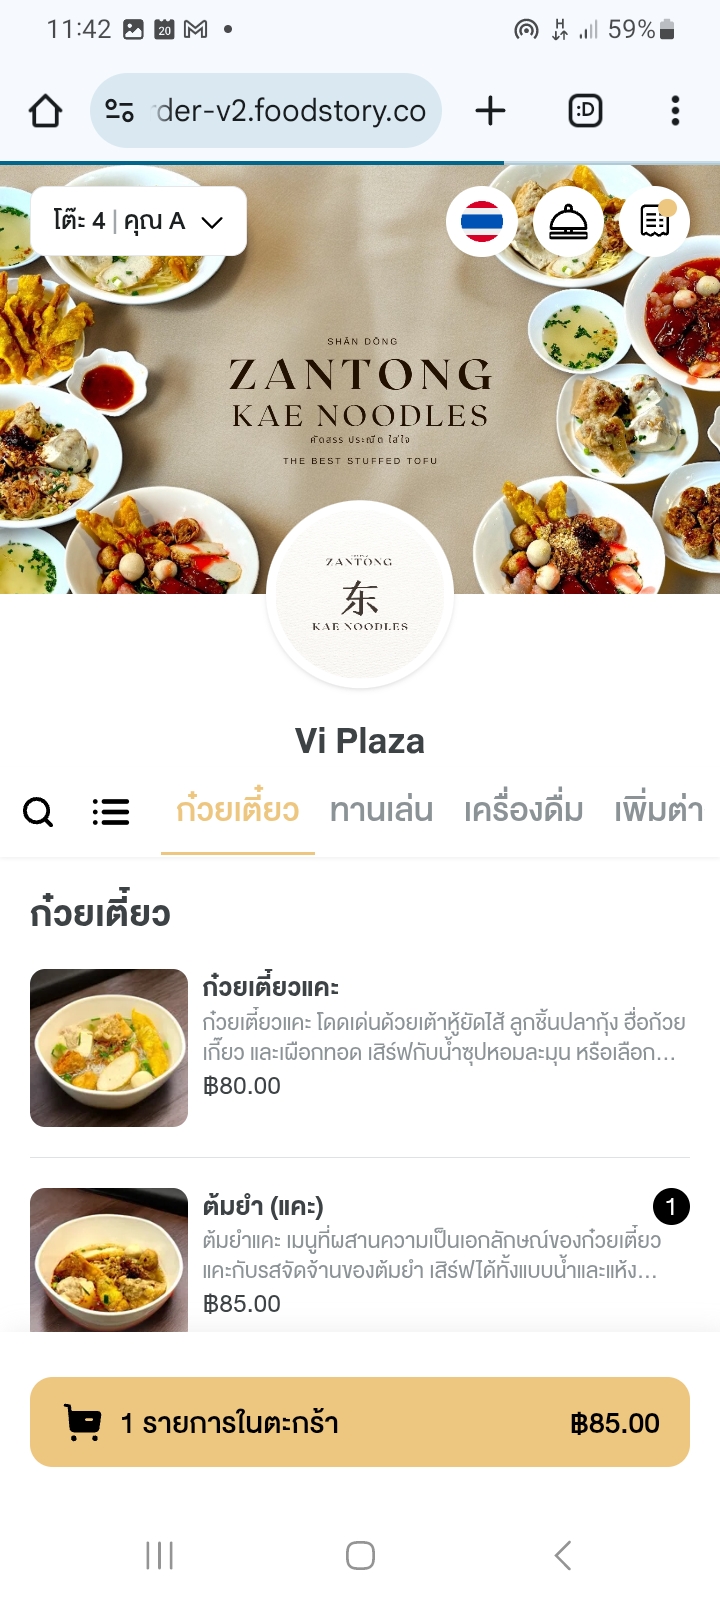 11:42
20
H
59%
rder-v2.foodstory.co
:D
โต๊ะ 4 | คุณ A
SHĀN DŌNG
ZANTONG
KAE NOODLES
คัดสรร ประณีต ใส่ใจ
THE BEST STUFFED TOFU
ZANTONG
东
KAE NOODLES
Vi Plaza
ก๋วยเตี๋ยว ทานเล่น เครื่องดื่ม เพิ่มต่า
ก๋วยเตี๋ยว
ก๋วยเตี๋ยวแคะ
ก๋วยเตี๋ยวแคะ โดดเด่นด้วยเต้าหู้ยัดไส้ ลูกชิ้นปลากุ้ง ฮื่อก้วย
เกี๊ยว และเผือกทอด เสิร์ฟกับน้ำซุปหอมละมุน หรือเลือก...
฿80.00
ต้มยำ (แคะ)
1
ต้มยำแคะ เมนูที่ผสานความเป็นเอกลักษณ์ของก๋วยเตี๋ยว
แคะกับรสจัดจ้านของต้มยำ เสิร์ฟได้ทั้งแบบน้ำและแห้ง...
฿85.00
1 รายการในตะกร้า
฿85.00